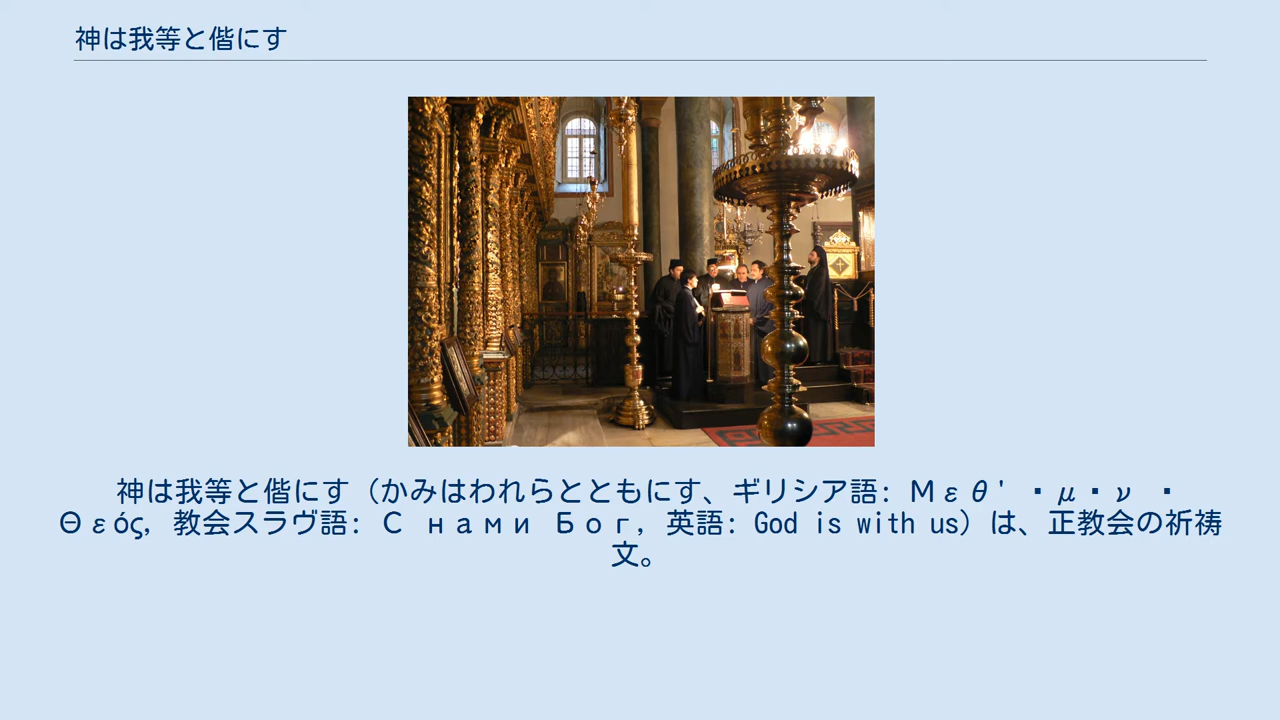 神は我等と偕にす
神は我等と偕にす（かみはわれらとともにす、ギリシア語: Μεθ' ▪μ▪ν ▪
Θεός, 教会スラヴ語: С нами Бог, 英語: God is with us）は、正教会の祈祷
文。